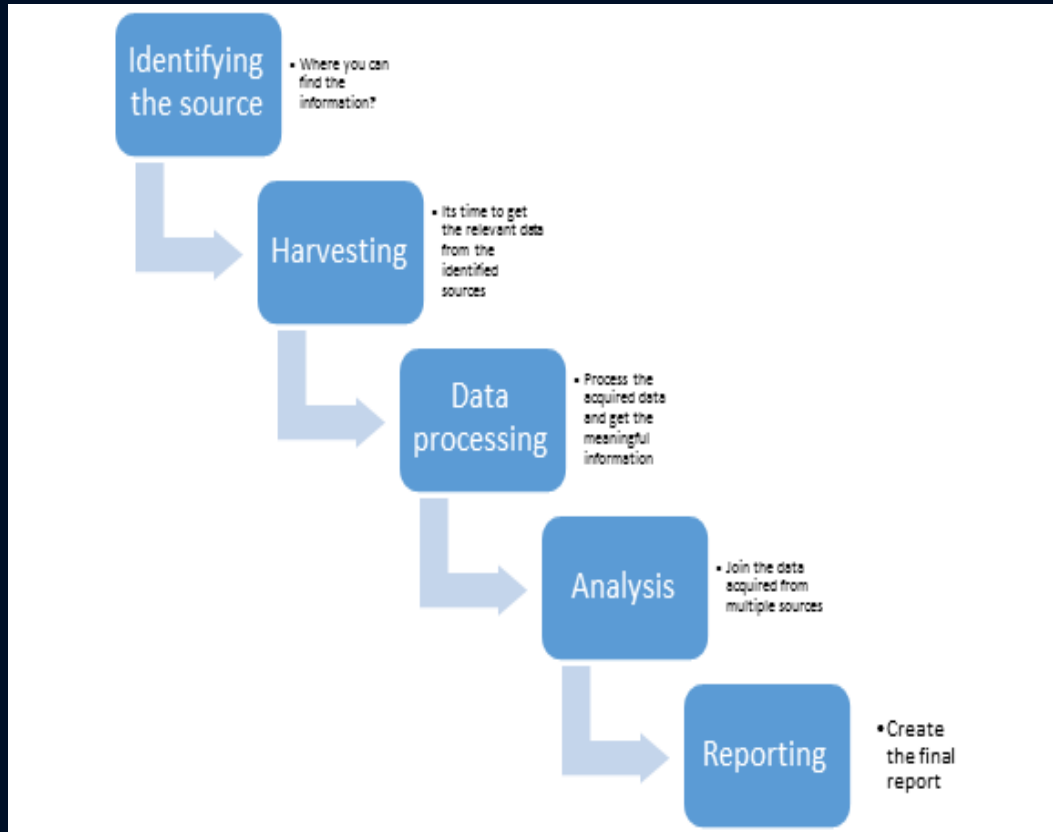 Identifying
the source
• Where you can
find the
information?
Harvesting
• Its time to get
the relevant data
from the
identified
sources
Data
processing
• Process the
acquired data
and get the
meaningful
information
Analysis
• Join the data
acquired from
multiple sources
Reporting
•Create
the final
report